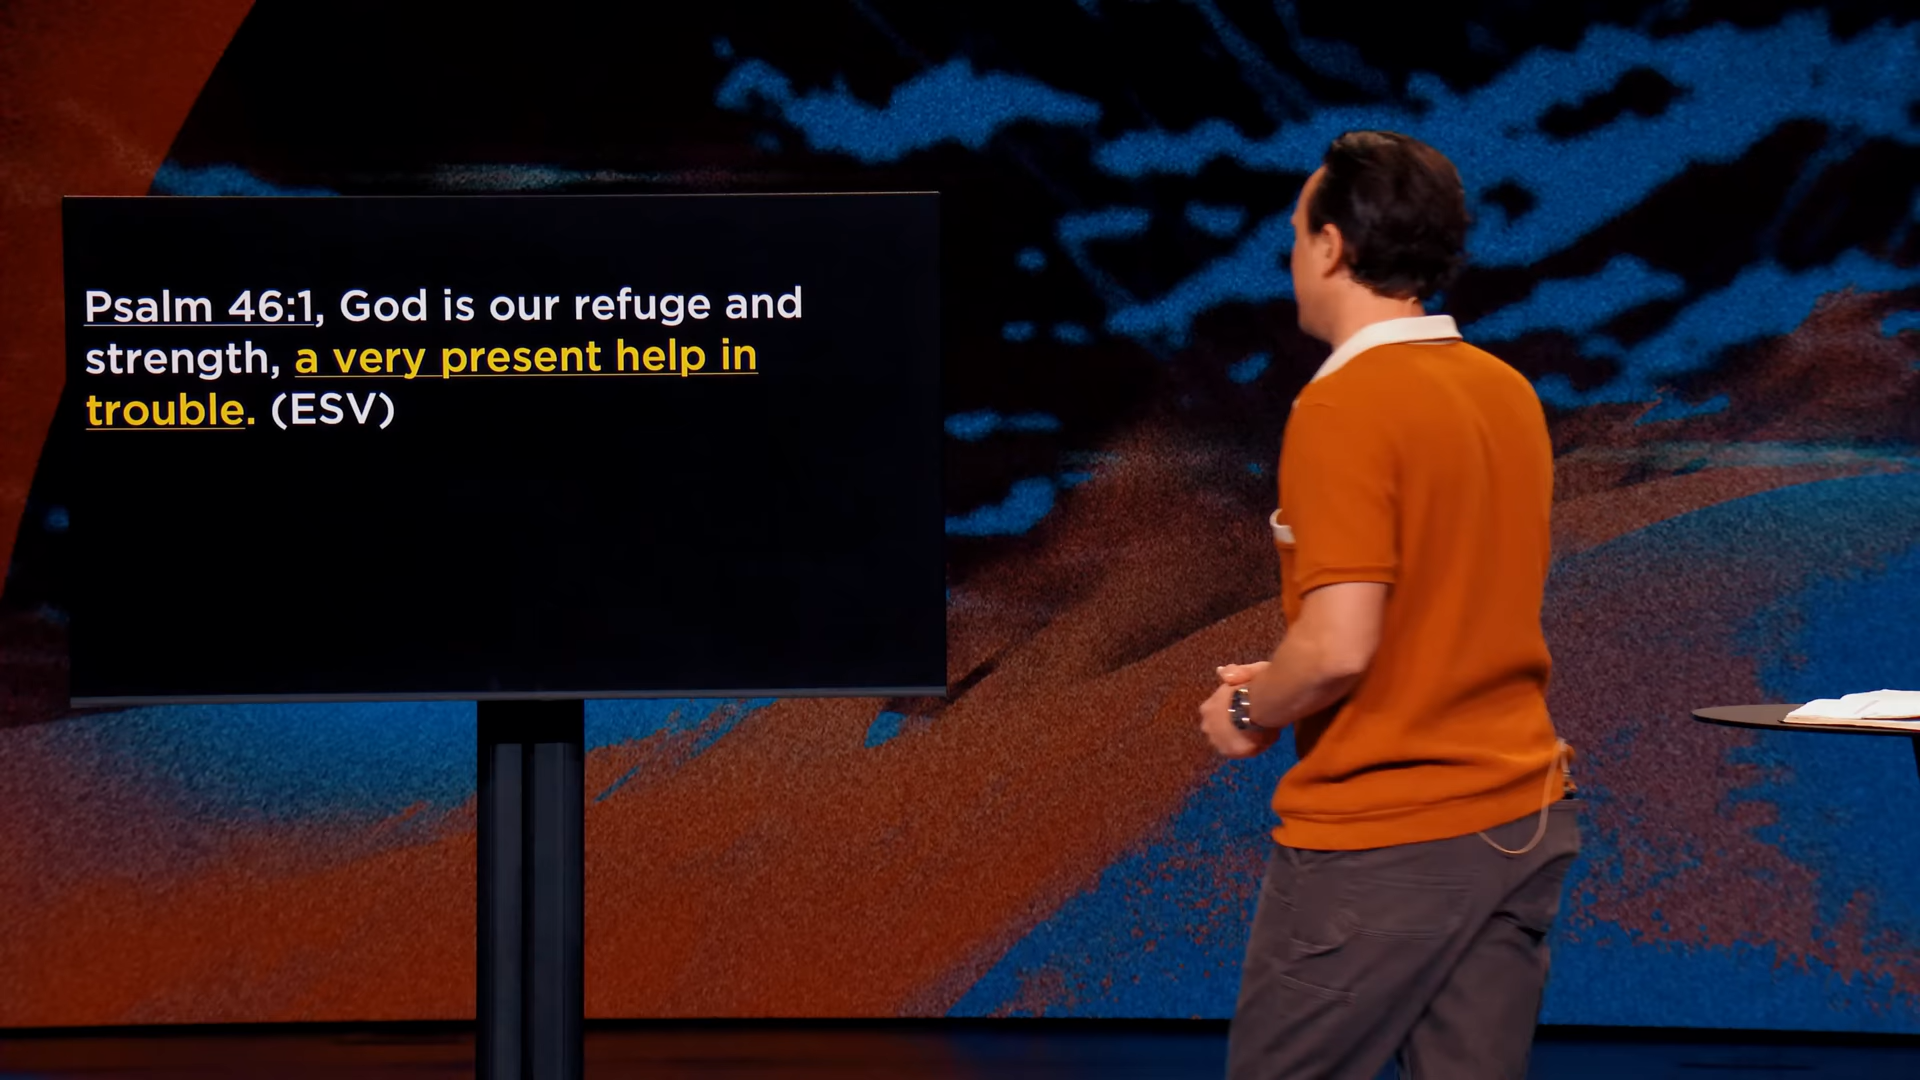 Psalm 46:1, God is our refuge and
strength, a very present help in
trouble. (ESV)